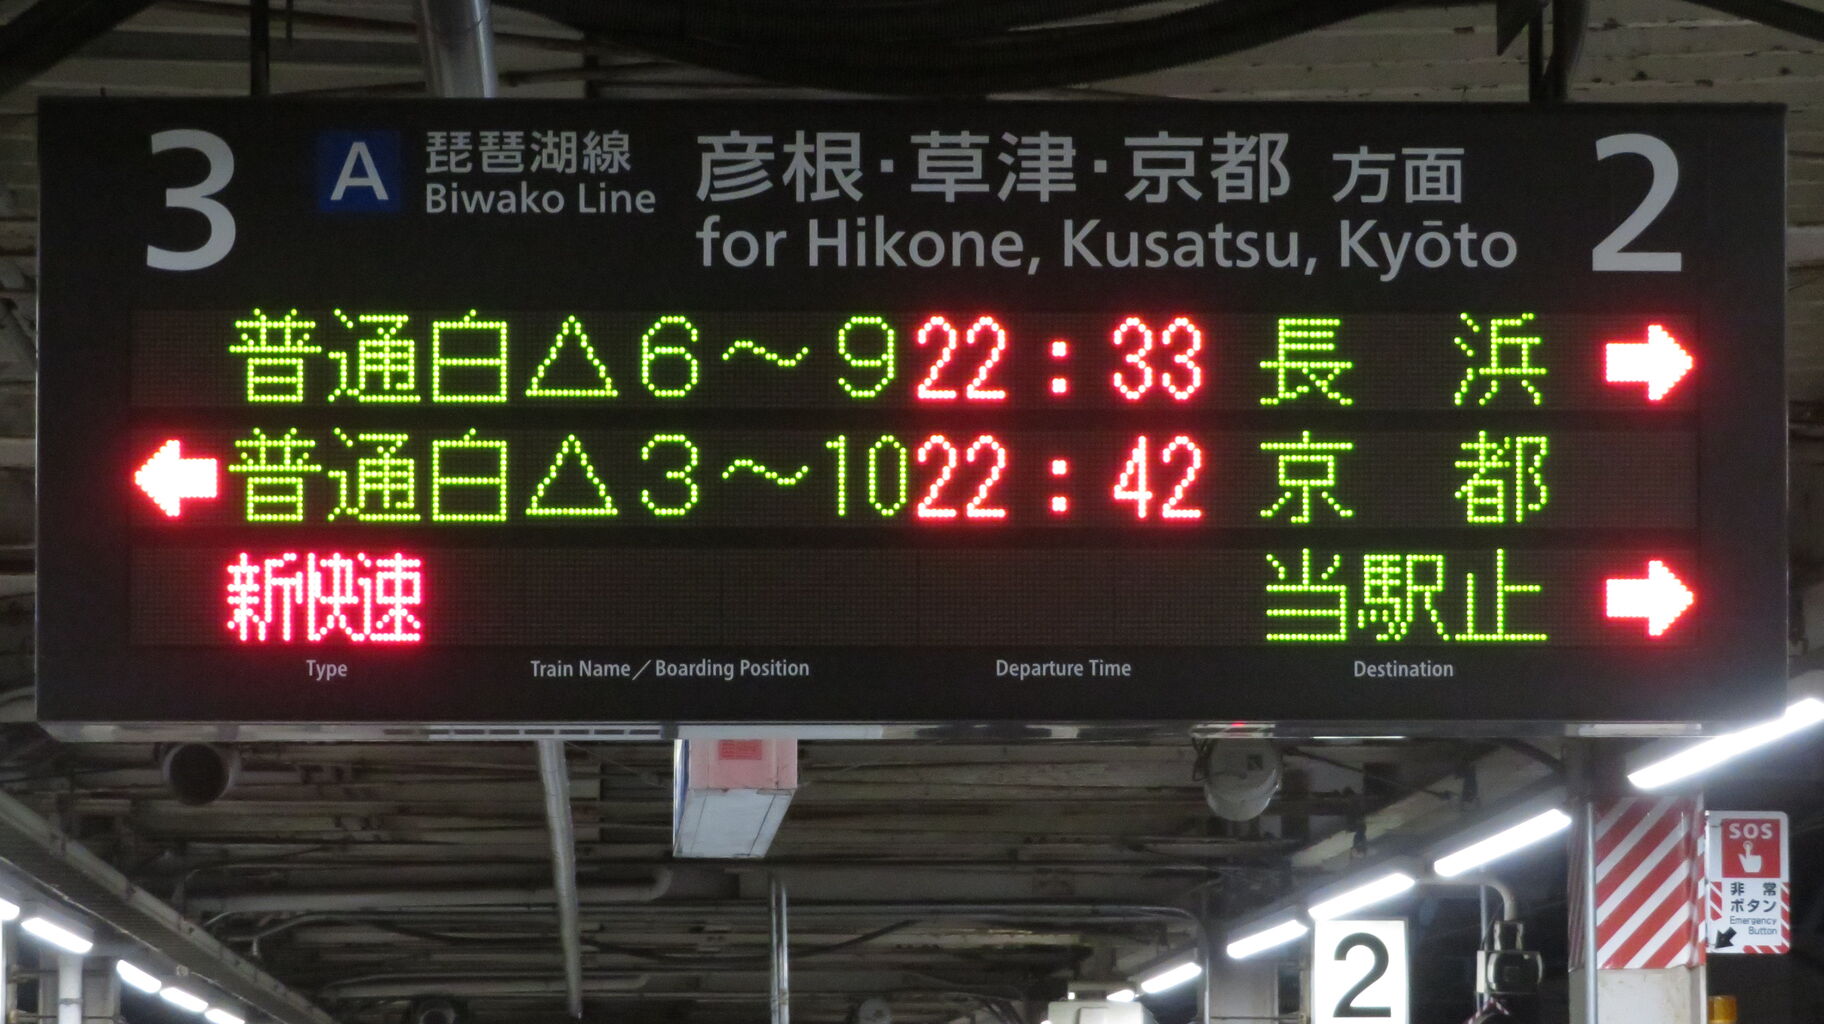 3
A 琵琶湖線
Biwako Line
彦根・草津・京都 方面
for Hikone, Kusatsu, Kyōto
2
普通 白△6～9 22:33 長浜 →
← 普通 白△3～10 22:42 京都
新快速 当駅止 →
Type Train Name／Boarding Position Departure Time Destination
SOS
非常
ボタン
Emergency
Button
2